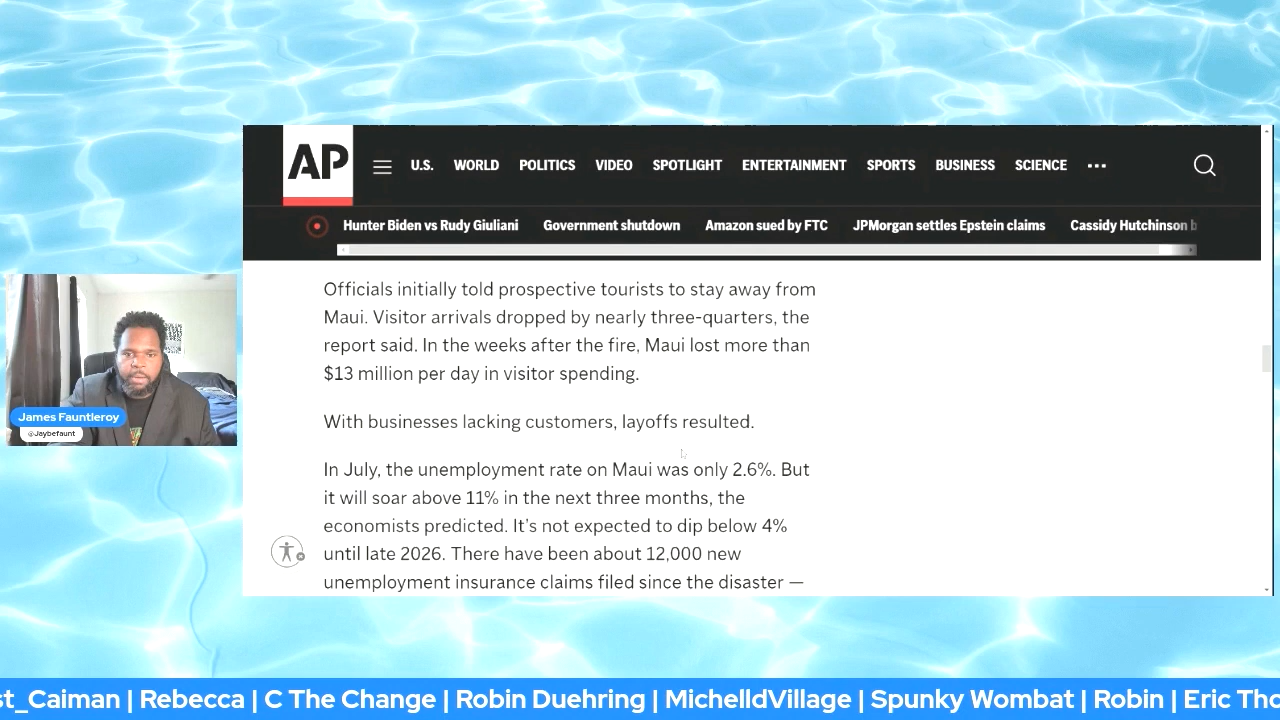 AP
U.S. WORLD POLITICS VIDEO SPOTLIGHT ENTERTAINMENT SPORTS BUSINESS SCIENCE
Hunter Biden vs Rudy Giuliani Government shutdown Amazon sued by FTC JPMorgan settles Epstein claims Cassidy Hutchinson b
Officials initially told prospective tourists to stay away from
Maui. Visitor arrivals dropped by nearly three-quarters, the
report said. In the weeks after the fire, Maui lost more than
$13 million per day in visitor spending.
With businesses lacking customers, layoffs resulted.
In July, the unemployment rate on Maui was only 2.6%. But
it will soar above 11% in the next three months, the
economists predicted. It’s not expected to dip below 4%
until late 2026. There have been about 12,000 new
unemployment insurance claims filed since the disaster —
James Fauntleroy
@Jaybefaunt
st_Caiman | Rebecca | C The Change | Robin Duehring | MichelldVillage | Spunky Wombat | Robin | Eric Tho